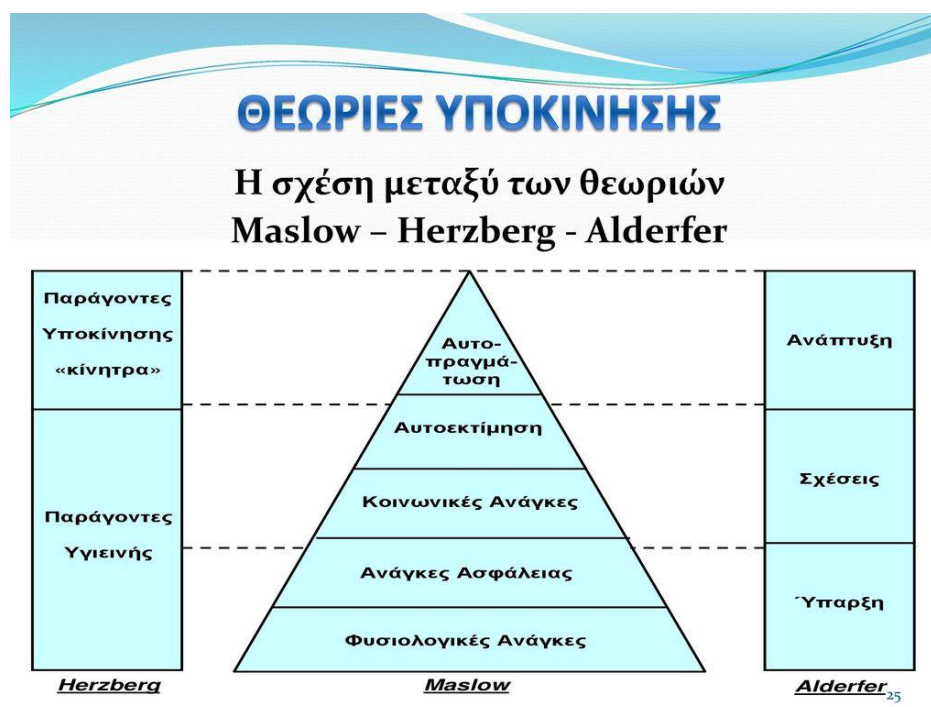 ΘΕΩΡΙΕΣ ΥΠΟΚΙΝΗΣΗΣ
Η σχέση μεταξύ των θεωριών
Maslow – Herzberg - Alderfer
Παράγοντες
Υποκίνησης
«κίνητρα»
Παράγοντες
Υγιεινής
Herzberg
Αυτο-
πραγμά-
τωση
Αυτοεκτίμηση
Κοινωνικές Ανάγκες
Ανάγκες Ασφάλειας
Φυσιολογικές Ανάγκες
Maslow
Ανάπτυξη
Σχέσεις
Ύπαρξη
Alderfer
25